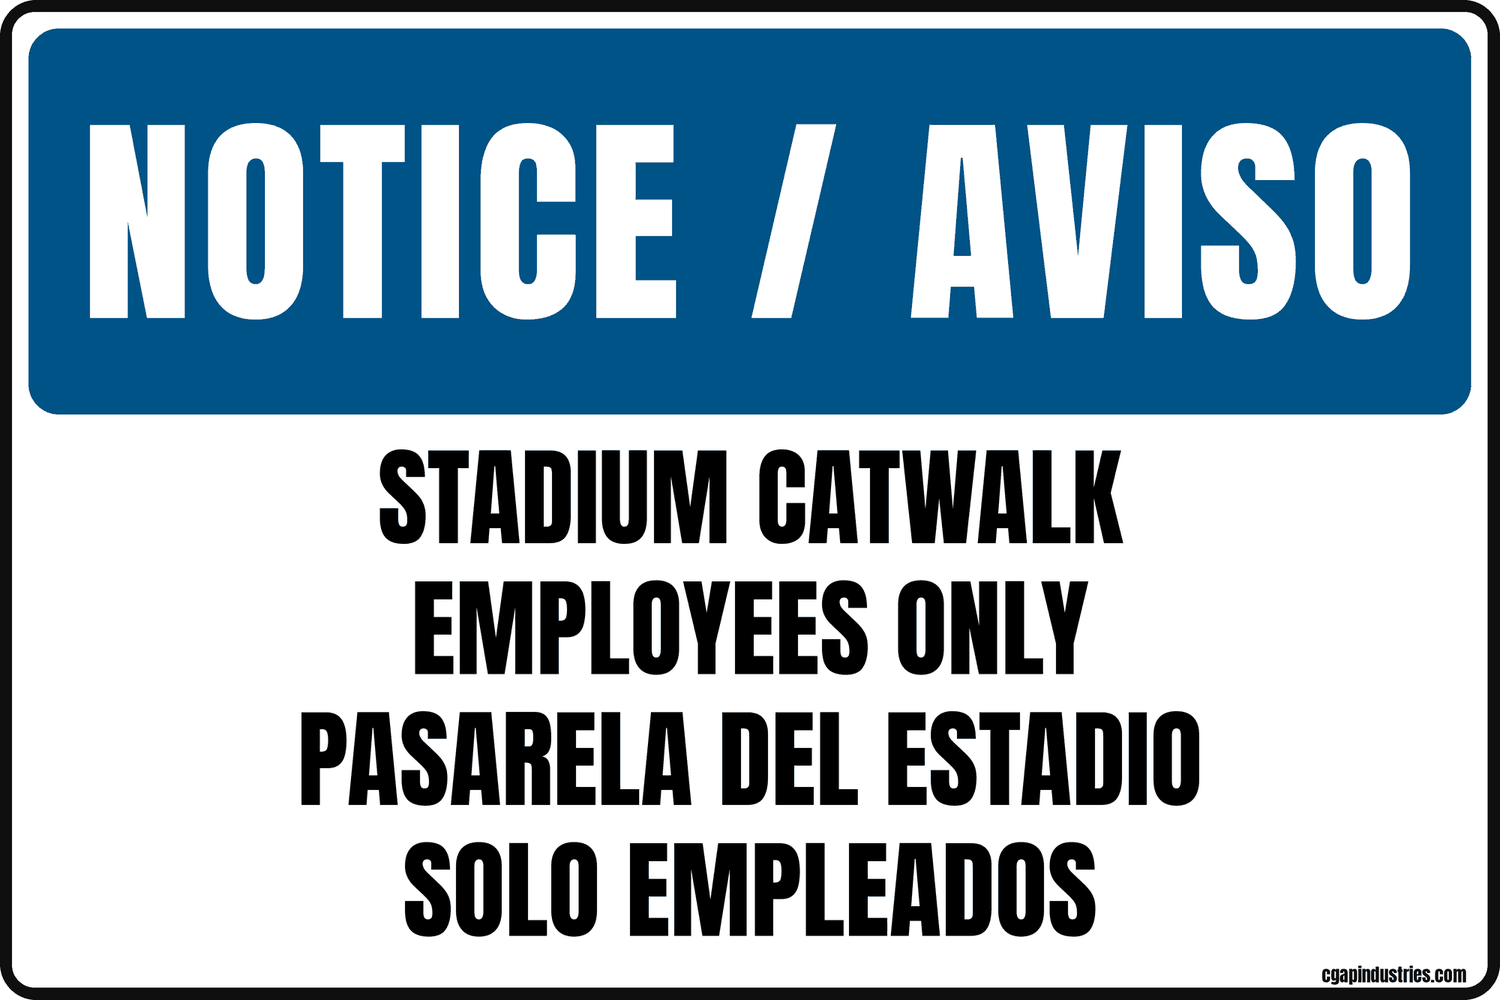 NOTICE / AVISO
STADIUM CATWALK
EMPLOYEES ONLY
PASARELA DEL ESTADIO
SOLO EMPLEADOS
cgapindustries.com